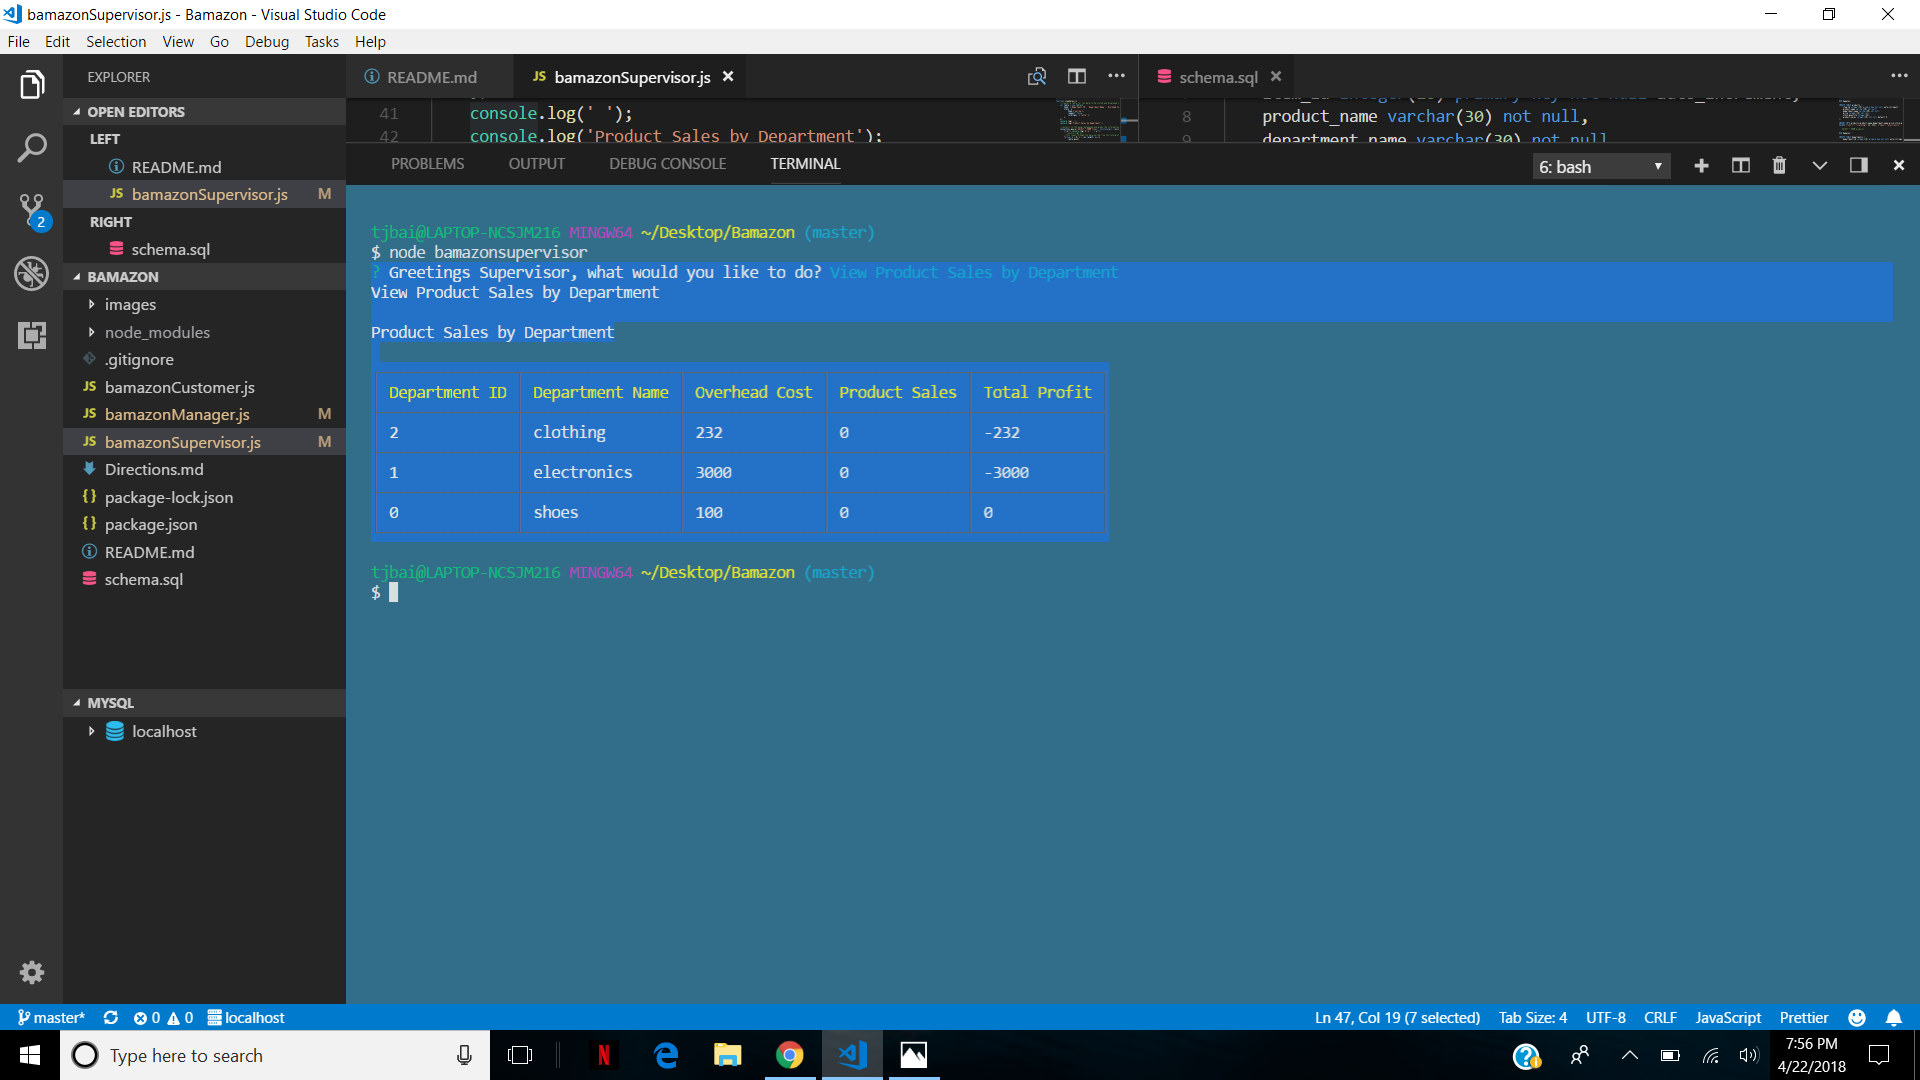 bamazonSupervisor.js - Bamazon - Visual Studio Code
File Edit Selection View Go Debug Tasks Help
EXPLORER
OPEN EDITORS
LEFT
README.md
JS bamazonSupervisor.js M
RIGHT
schema.sql
BAMAZON
images
node_modules
.gitignore
JS bamazonCustomer.js
JS bamazonManager.js M
JS bamazonSupervisor.js M
Directions.md
{} package-lock.json
{} package.json
README.md
schema.sql
MYSQL
localhost
2
README.md JS bamazonSupervisor.js
41 console.log(' ');
42 console.log('Product Sales by Department');
schema.sql
8 product_name varchar(30) not null,
9 department_name varchar(30) not null
PROBLEMS OUTPUT DEBUG CONSOLE TERMINAL 6: bash
tjbai@LAPTOP-NCSJM216 MINGW64 ~/Desktop/Bamazon (master)
$ node bamazonsupervisor
? Greetings Supervisor, what would you like to do? View Product Sales by Department
View Product Sales by Department
Product Sales by Department
Department ID Department Name Overhead Cost Product Sales Total Profit
2 clothing 232 0 -232
1 electronics 3000 0 -3000
0 shoes 100 0 0
tjbai@LAPTOP-NCSJM216 MINGW64 ~/Desktop/Bamazon (master)
$
master* 0 0 localhost Ln 47, Col 19 (7 selected) Tab Size: 4 UTF-8 CRLF JavaScript Prettier
Type here to search
7:56 PM
4/22/2018